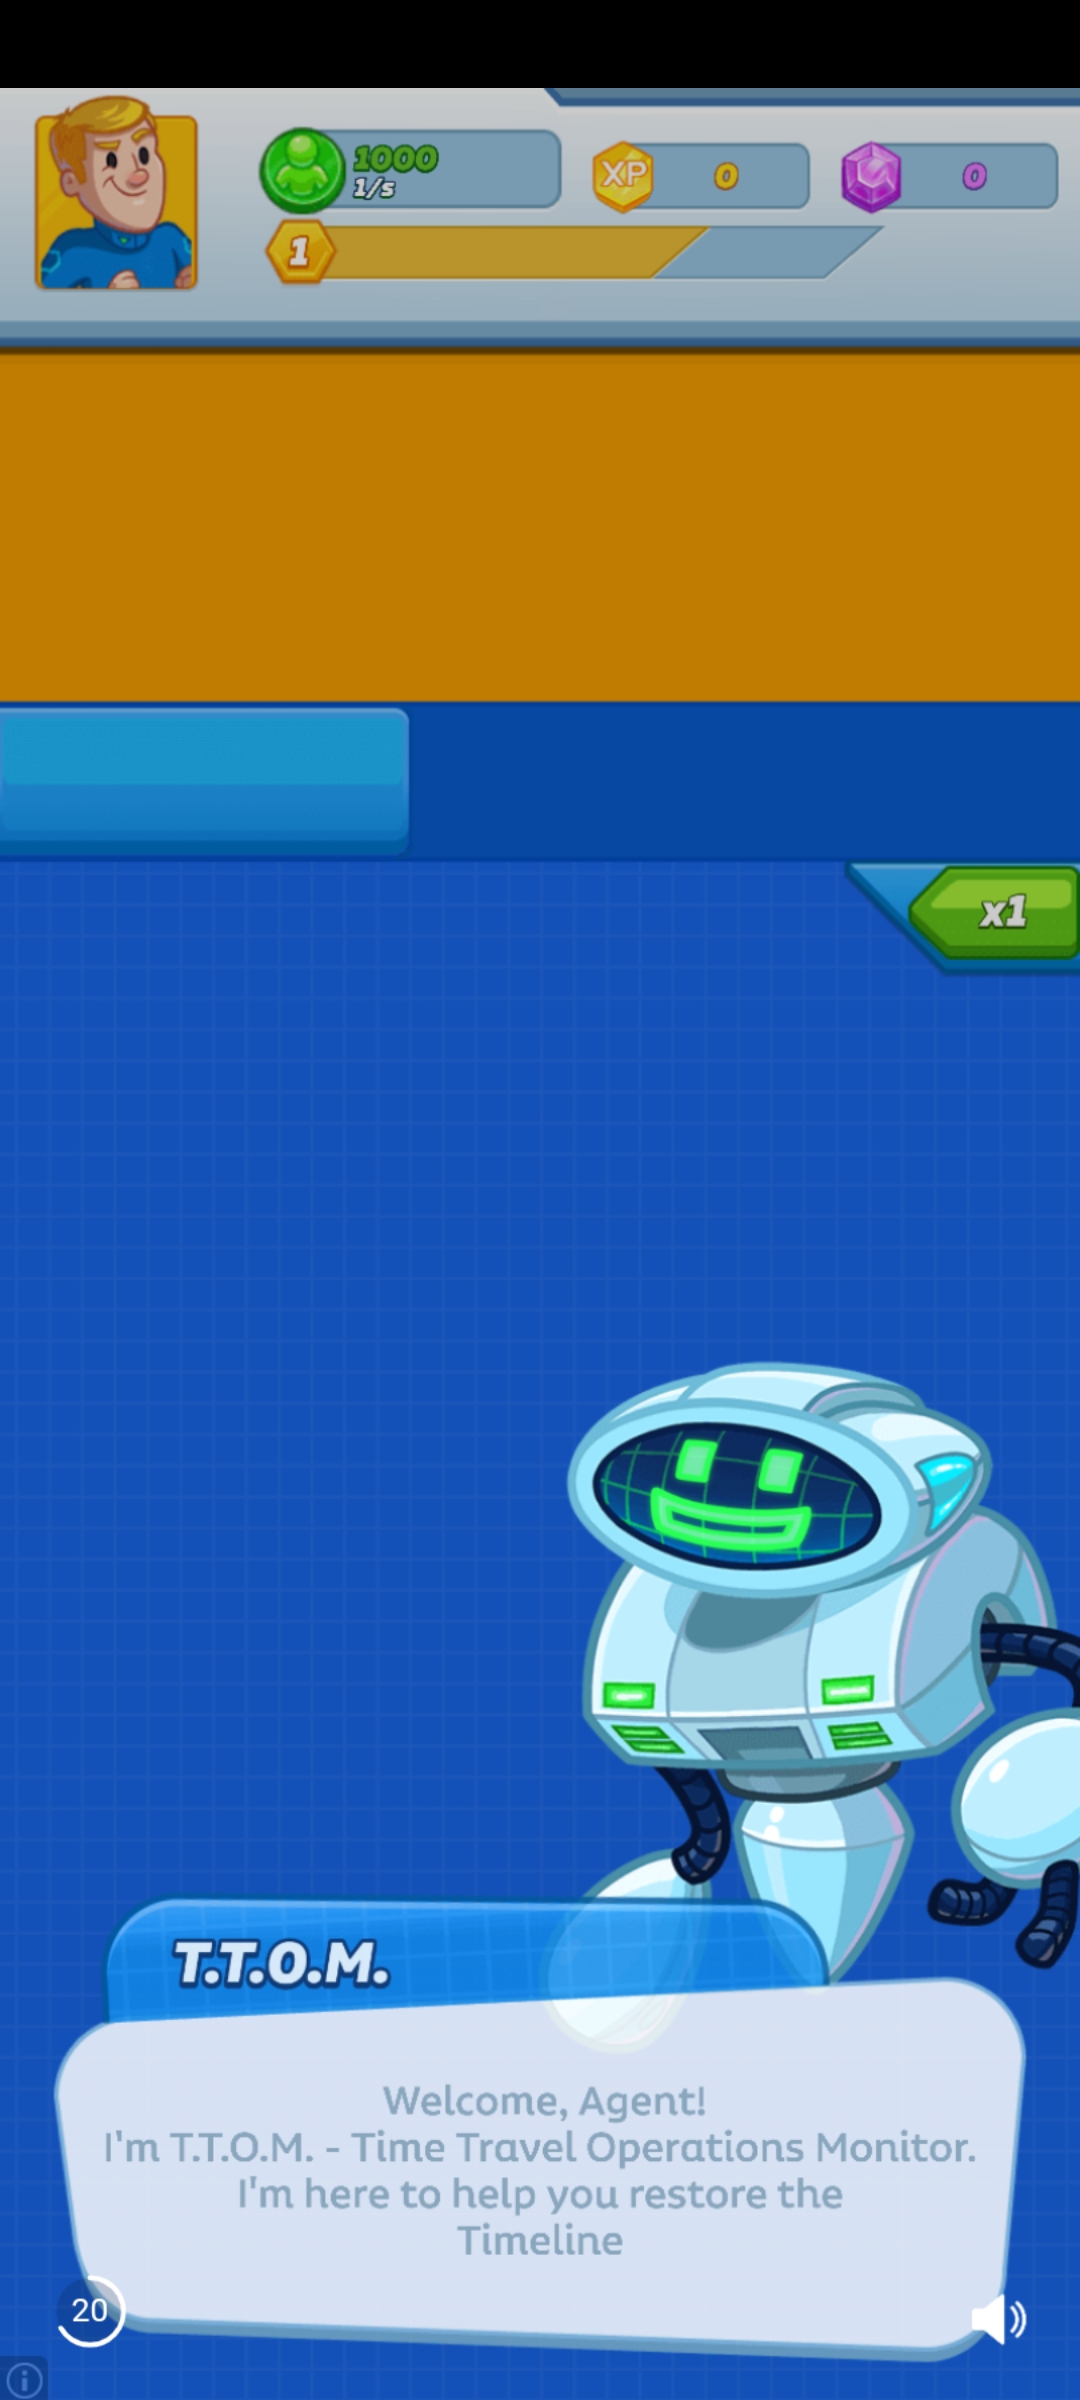 1000
1/s
XP
0
0
1
x1
T.T.O.M.
Welcome, Agent!
I'm T.T.O.M. - Time Travel Operations Monitor.
I'm here to help you restore the
Timeline
20